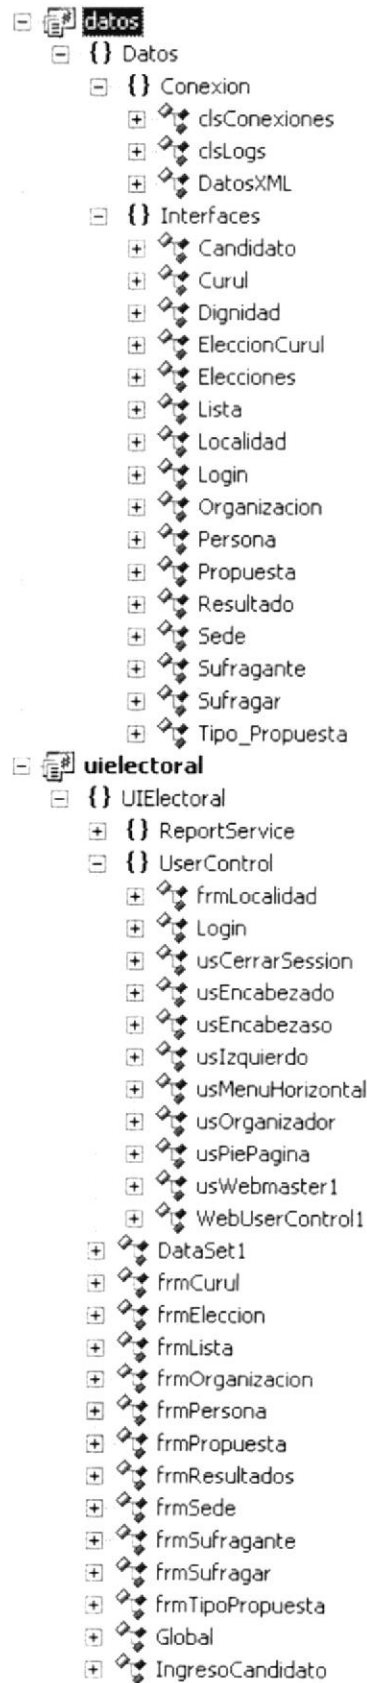 datos
{} Datos
{} Conexion
clsConexiones
clsLogs
DatosXML
{} Interfaces
Candidato
Curul
Dignidad
EleccionCurul
Elecciones
Lista
Localidad
Login
Organizacion
Persona
Propuesta
Resultado
Sede
Sufragante
Sufragar
Tipo_Propuesta
uielectoral
{} UIElectoral
{} ReportService
{} UserControl
frmLocalidad
Login
usCerrarSession
usEncabezado
usEncabezaso
usIzquierdo
usMenuHorizontal
usOrganizador
usPiePagina
usWebmaster1
WebUserControl1
DataSet1
frmCurul
frmEleccion
frmLista
frmOrganizacion
frmPersona
frmPropuesta
frmResultados
frmSede
frmSufragante
frmSufragar
frmTipoPropuesta
Global
IngresoCandidato